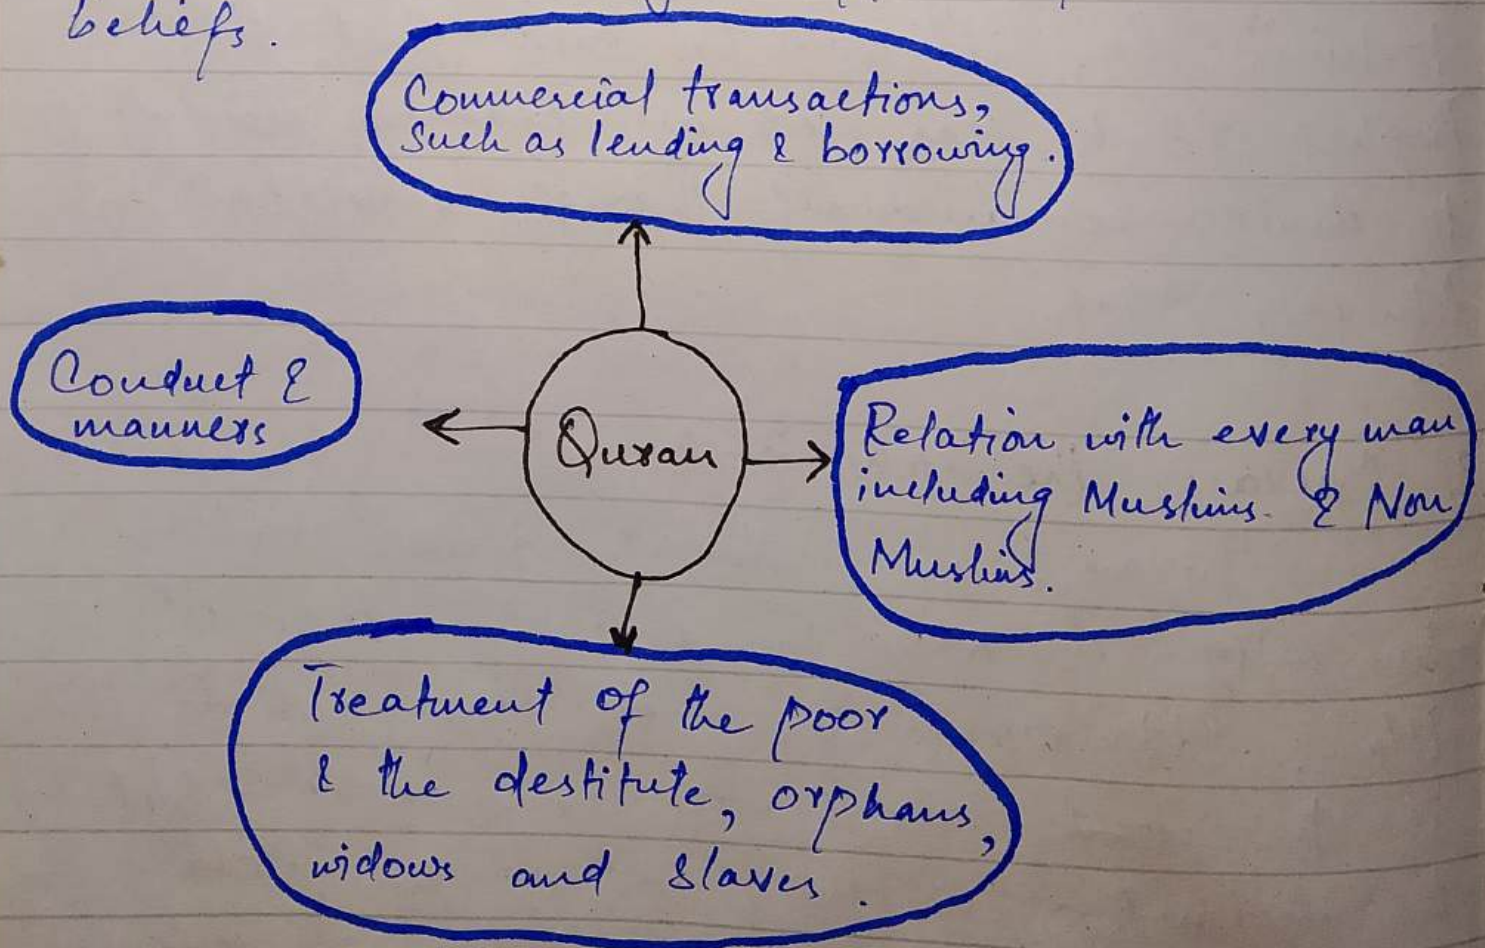 beliefs.
Commercial transactions,
Such as lending & borrowing.
Conduct &
manners
Quran
Relation with every man
including Muslims & Non
Muslims.
Treatment of the poor
& the destitute, orphans,
widows and slaves.